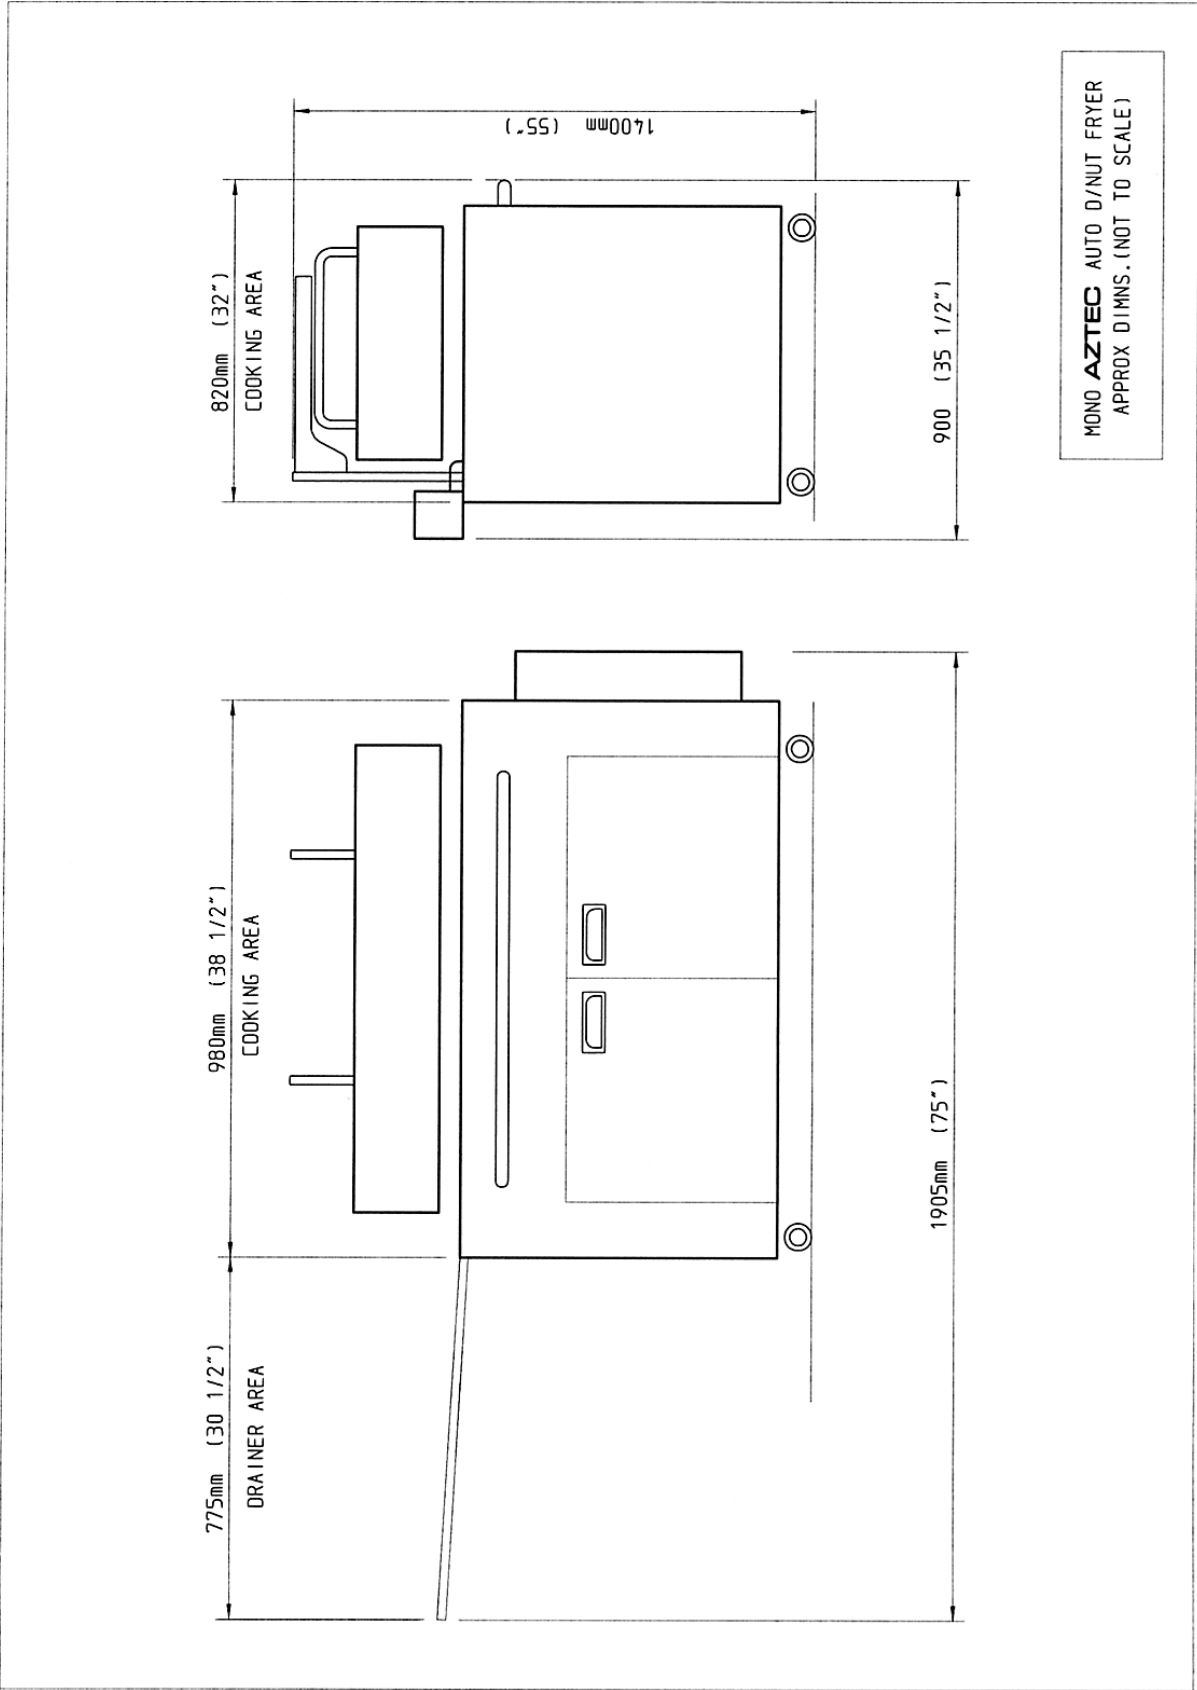 775mm (30 1/2")
DRAINER AREA
980mm (38 1/2")
COOKING AREA
820mm (32")
COOKING AREA
1400mm (55")
1905mm (75")
900 (35 1/2")
MONO AZTEC AUTO D/NUT FRYER
APPROX DIMNS.(NOT TO SCALE)